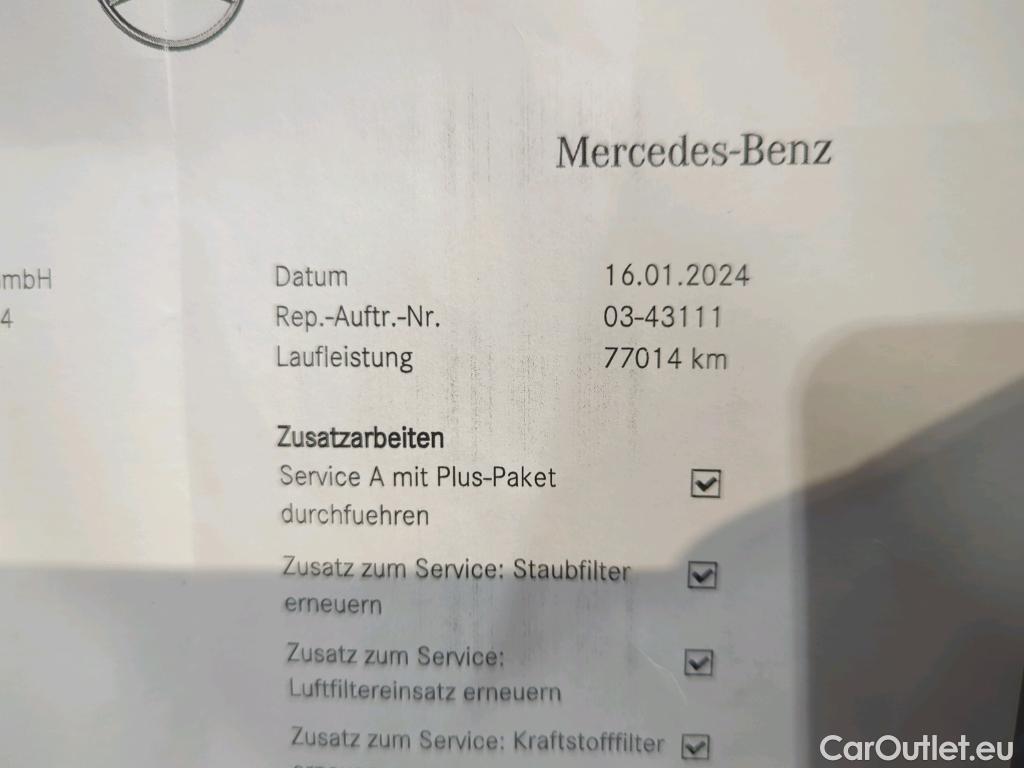 Mercedes-Benz
mbH
Datum 16.01.2024
Rep.-Auftr.-Nr. 03-43111
4
Laufleistung 77014 km
Zusatzarbeiten
Service A mit Plus-Paket
durchfuehren
Zusatz zum Service: Staubfilter
erneuern
Zusatz zum Service:
Luftfiltereinsatz erneuern
Zusatz zum Service: Kraftstofffilter
CarOutlet.eu